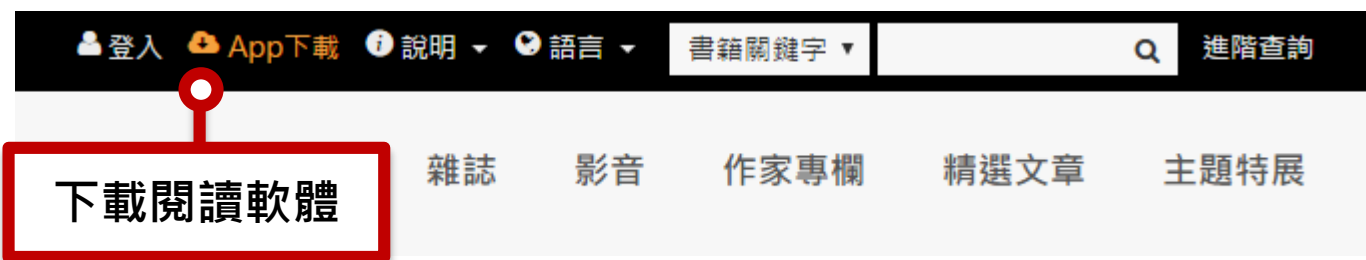 登入 App下載 說明 語言 書籍關鍵字 進階查詢
雜誌 影音 作家專欄 精選文章 主題特展
下載閱讀軟體